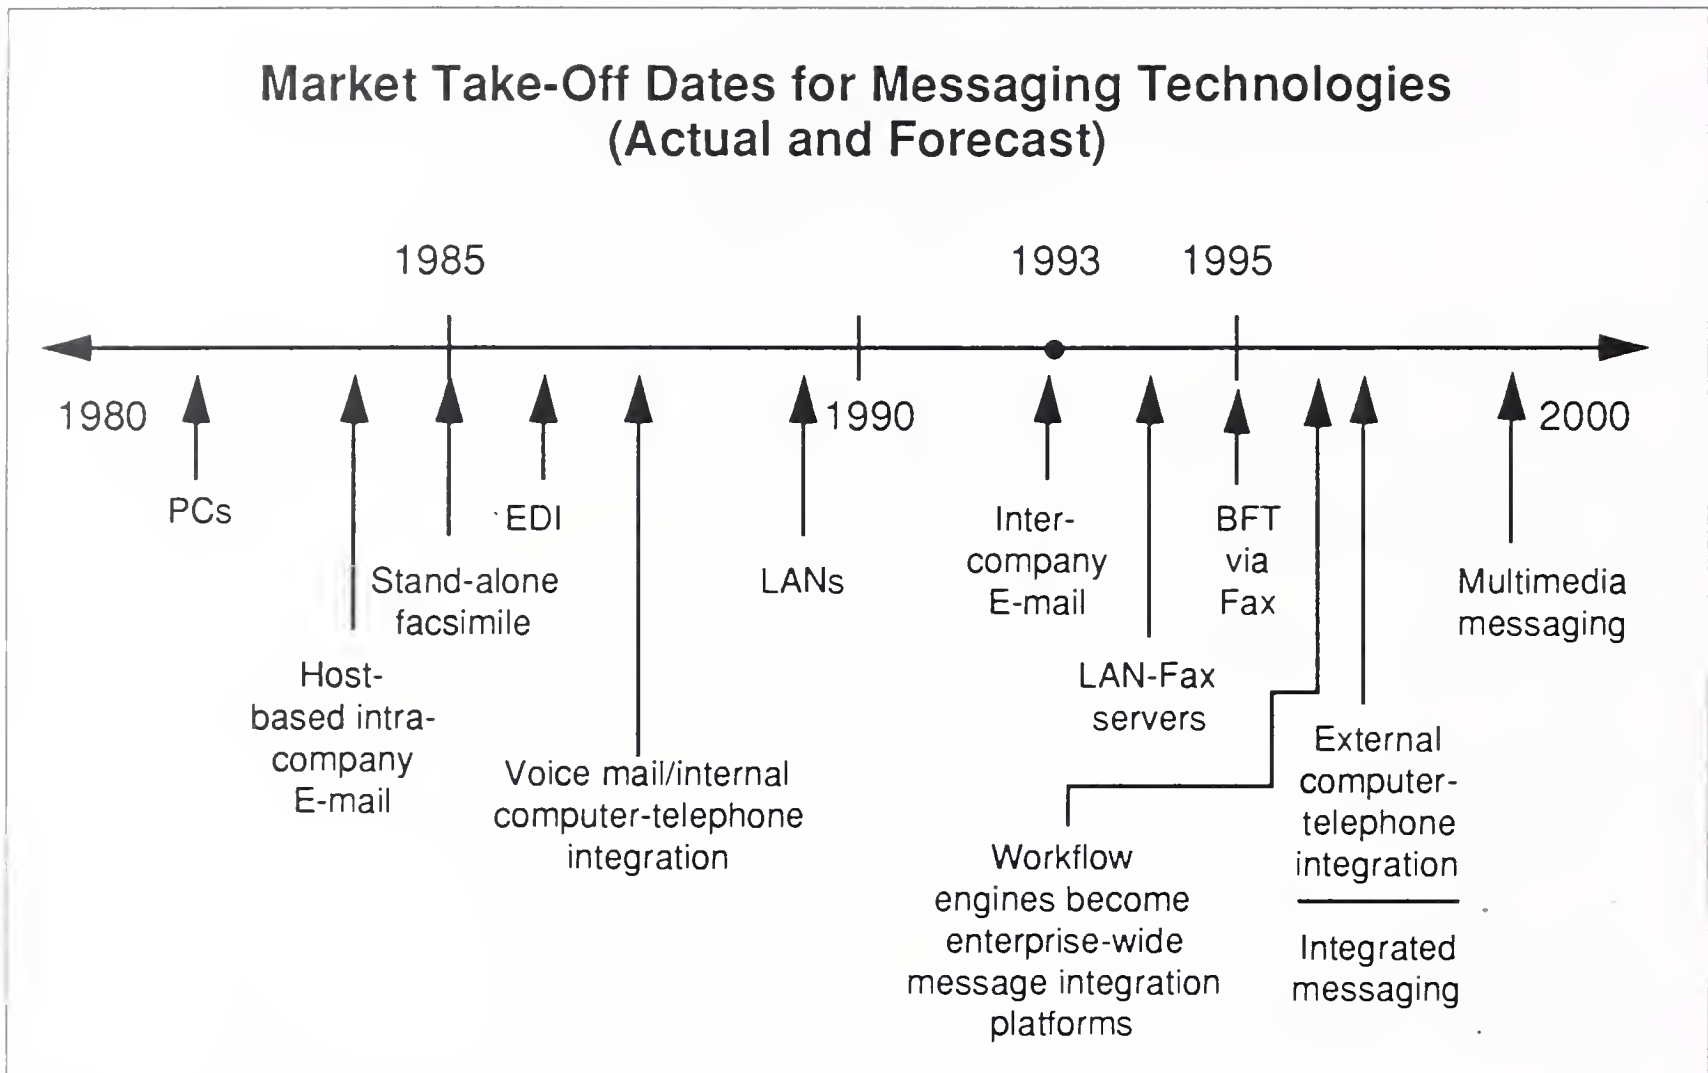 Market Take-Off Dates for Messaging Technologies
(Actual and Forecast)
1985
1993
1995
1980
1990
2000
PCs
Host-
based intra-
company
E-mail
Stand-alone
facsimile
EDI
Voice mail/internal
computer-telephone
integration
LANs
Inter-
company
E-mail
LAN-Fax
servers
BFT
via
Fax
Workflow
engines become
enterprise-wide
message integration
platforms
External
computer-
telephone
integration
Integrated
messaging
Multimedia
messaging